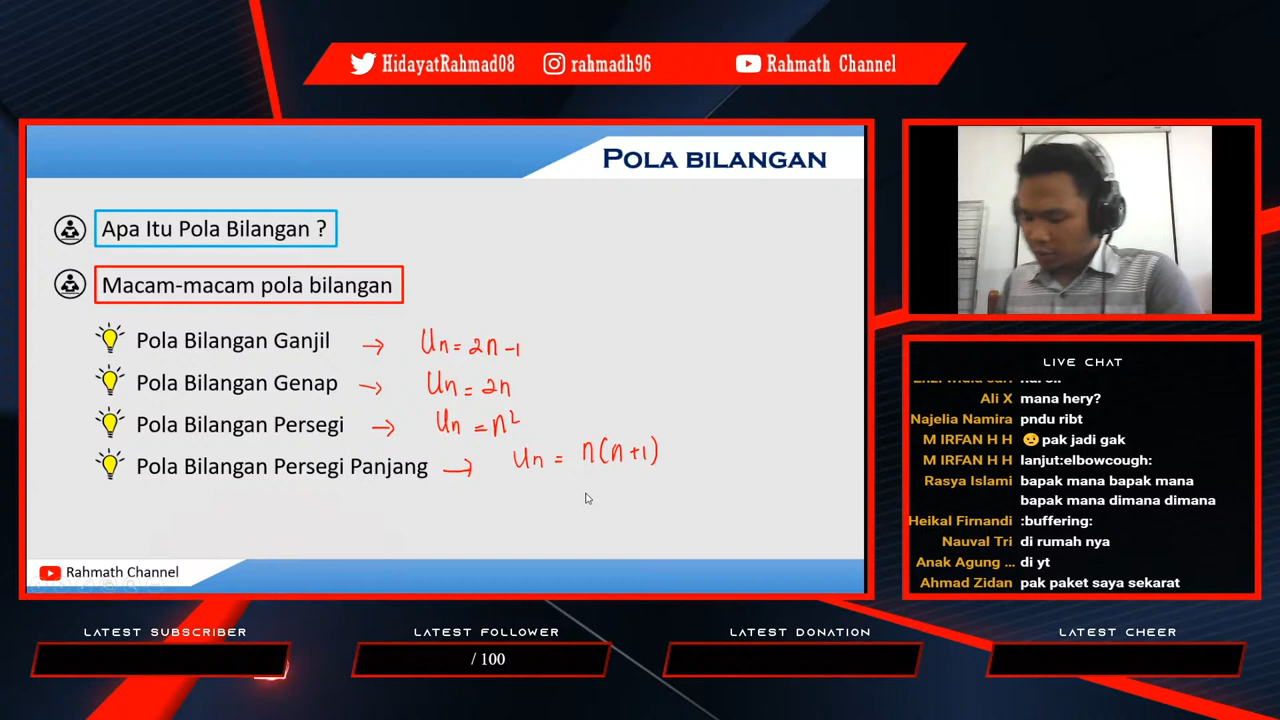 HidayatRahmad08 rahmadh96 Rahmath Channel
POLA BILANGAN
Apa Itu Pola Bilangan ?
Macam-macam pola bilangan
Pola Bilangan Ganjil → Un = 2n-1
Pola Bilangan Genap → Un = 2n
Pola Bilangan Persegi → Un = n²
Pola Bilangan Persegi Panjang → Un = n(n+1)
Rahmath Channel
LIVE CHAT
Ali X mana hery?
Najelia Namira pndu ribt
M IRFAN H H 😥pak jadi gak
M IRFAN H H lanjut:elbowcough:
Rasya Islami bapak mana bapak mana
bapak mana dimana dimana
Heikal Firnandi :buffering:
Nauval Tri di rumah nya
Anak Agung ... di yt
Ahmad Zidan pak paket saya sekarat
LATEST SUBSCRIBER LATEST FOLLOWER LATEST DONATION LATEST CHEER
/ 100